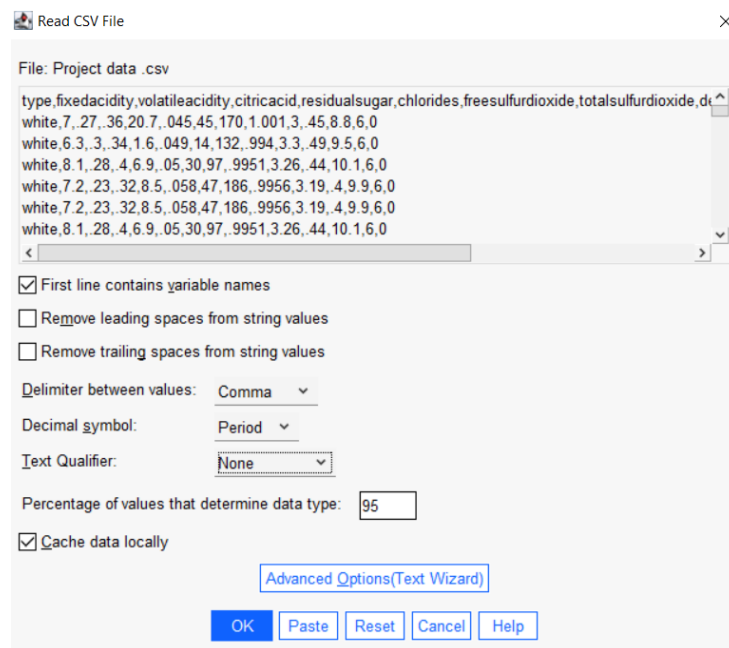 Read CSV File
File: Project data .csv
type,fixedacidity,volatileacidity,citricacid,residualsugar,chlorides,freesulfurdioxide,totalsulfurdioxide,de
white,7,.27,.36,20.7,.045,45,170,1.001,3,.45,8.8,6,0
white,6.3,.3,.34,1.6,.049,14,132,.994,3.3,.49,9.5,6,0
white,8.1,.28,.4,6.9,.05,30,97,.9951,3.26,.44,10.1,6,0
white,7.2,.23,.32,8.5,.058,47,186,.9956,3.19,.4,9.9,6,0
white,7.2,.23,.32,8.5,.058,47,186,.9956,3.19,.4,9.9,6,0
white,8.1,.28,.4,6.9,.05,30,97,.9951,3.26,.44,10.1,6,0
First line contains variable names
Remove leading spaces from string values
Remove trailing spaces from string values
Delimiter between values: Comma
Decimal symbol: Period
Text Qualifier: None
Percentage of values that determine data type: 95
Cache data locally
Advanced Options(Text Wizard)
OK Paste Reset Cancel Help